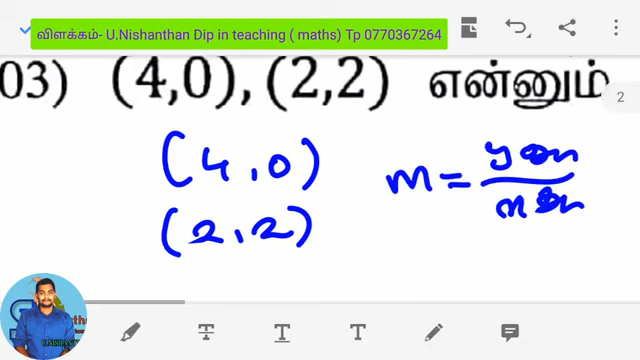 விளக்கம்- U.Nishanthan Dip in teaching ( maths) Tp 0770367264
03) (4,0), (2,2) என்னும்
2
(4,0)
m =
(2,2)